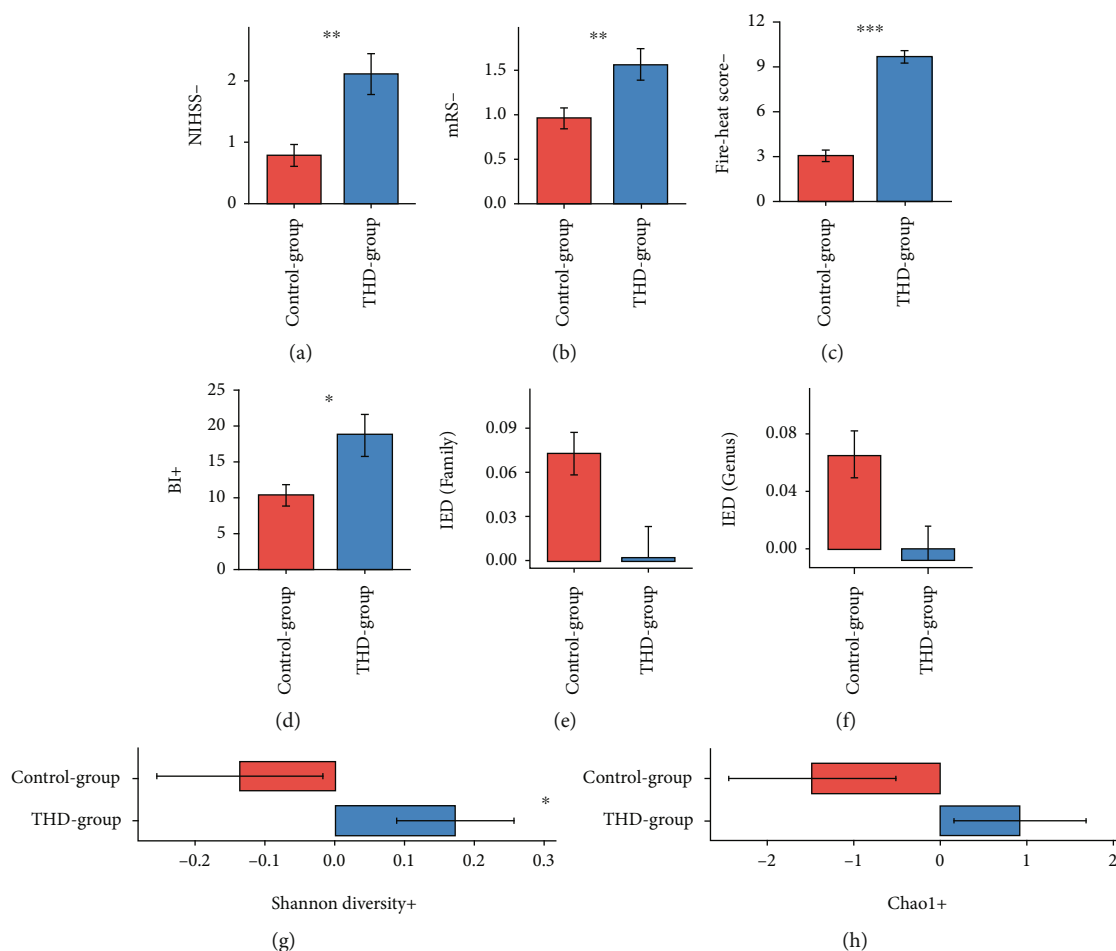 **
2
1
0
NIHSS–
Control-group
THD-group
(a)
**
1.5
1.0
0.5
0.0
mRS–
Control-group
THD-group
(b)
***
12
9
6
3
0
Fire-heat score–
Control-group
THD-group
(c)
*
25
20
15
10
5
0
BI+
Control-group
THD-group
(d)
0.09
0.06
0.03
0.00
IED (Family)
Control-group
THD-group
(e)
0.08
0.04
0.00
IED (Genus)
Control-group
THD-group
(f)
Control-group
THD-group
*
–0.2 –0.1 0.0 0.1 0.2 0.3
Shannon diversity+
(g)
Control-group
THD-group
–2 –1 0 1 2
Chao1+
(h)